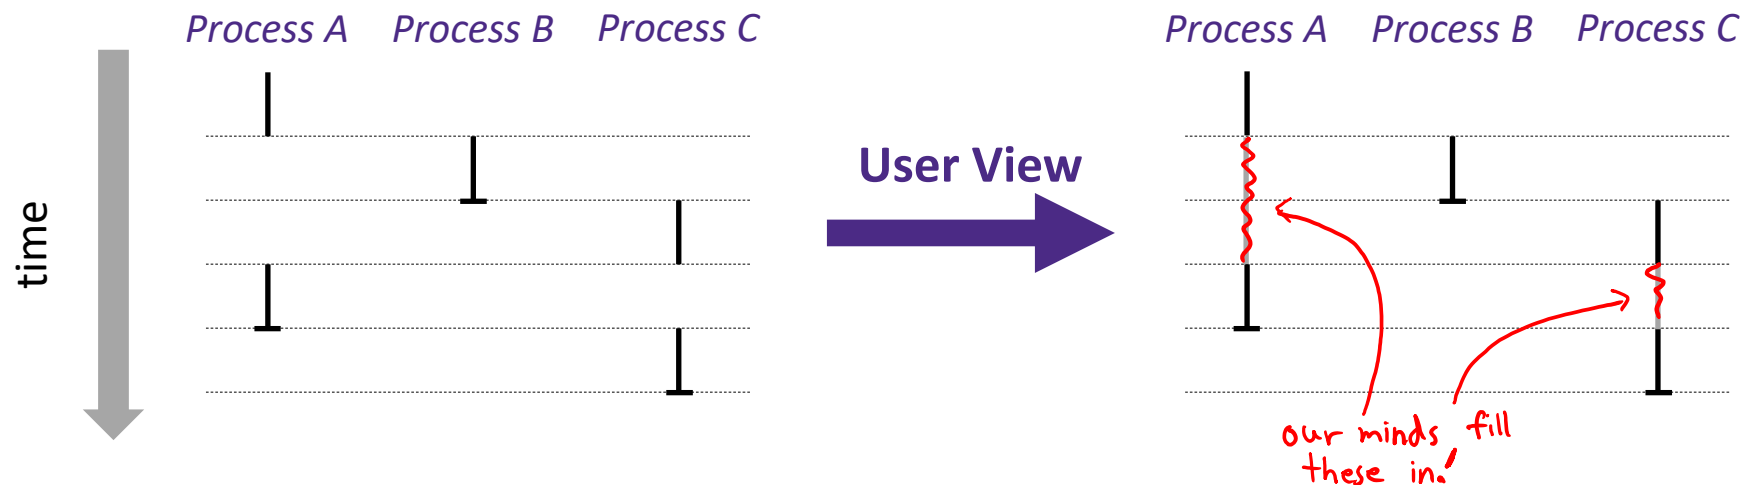 Process A Process B Process C
Process A Process B Process C
time
User View
our minds fill
these in!